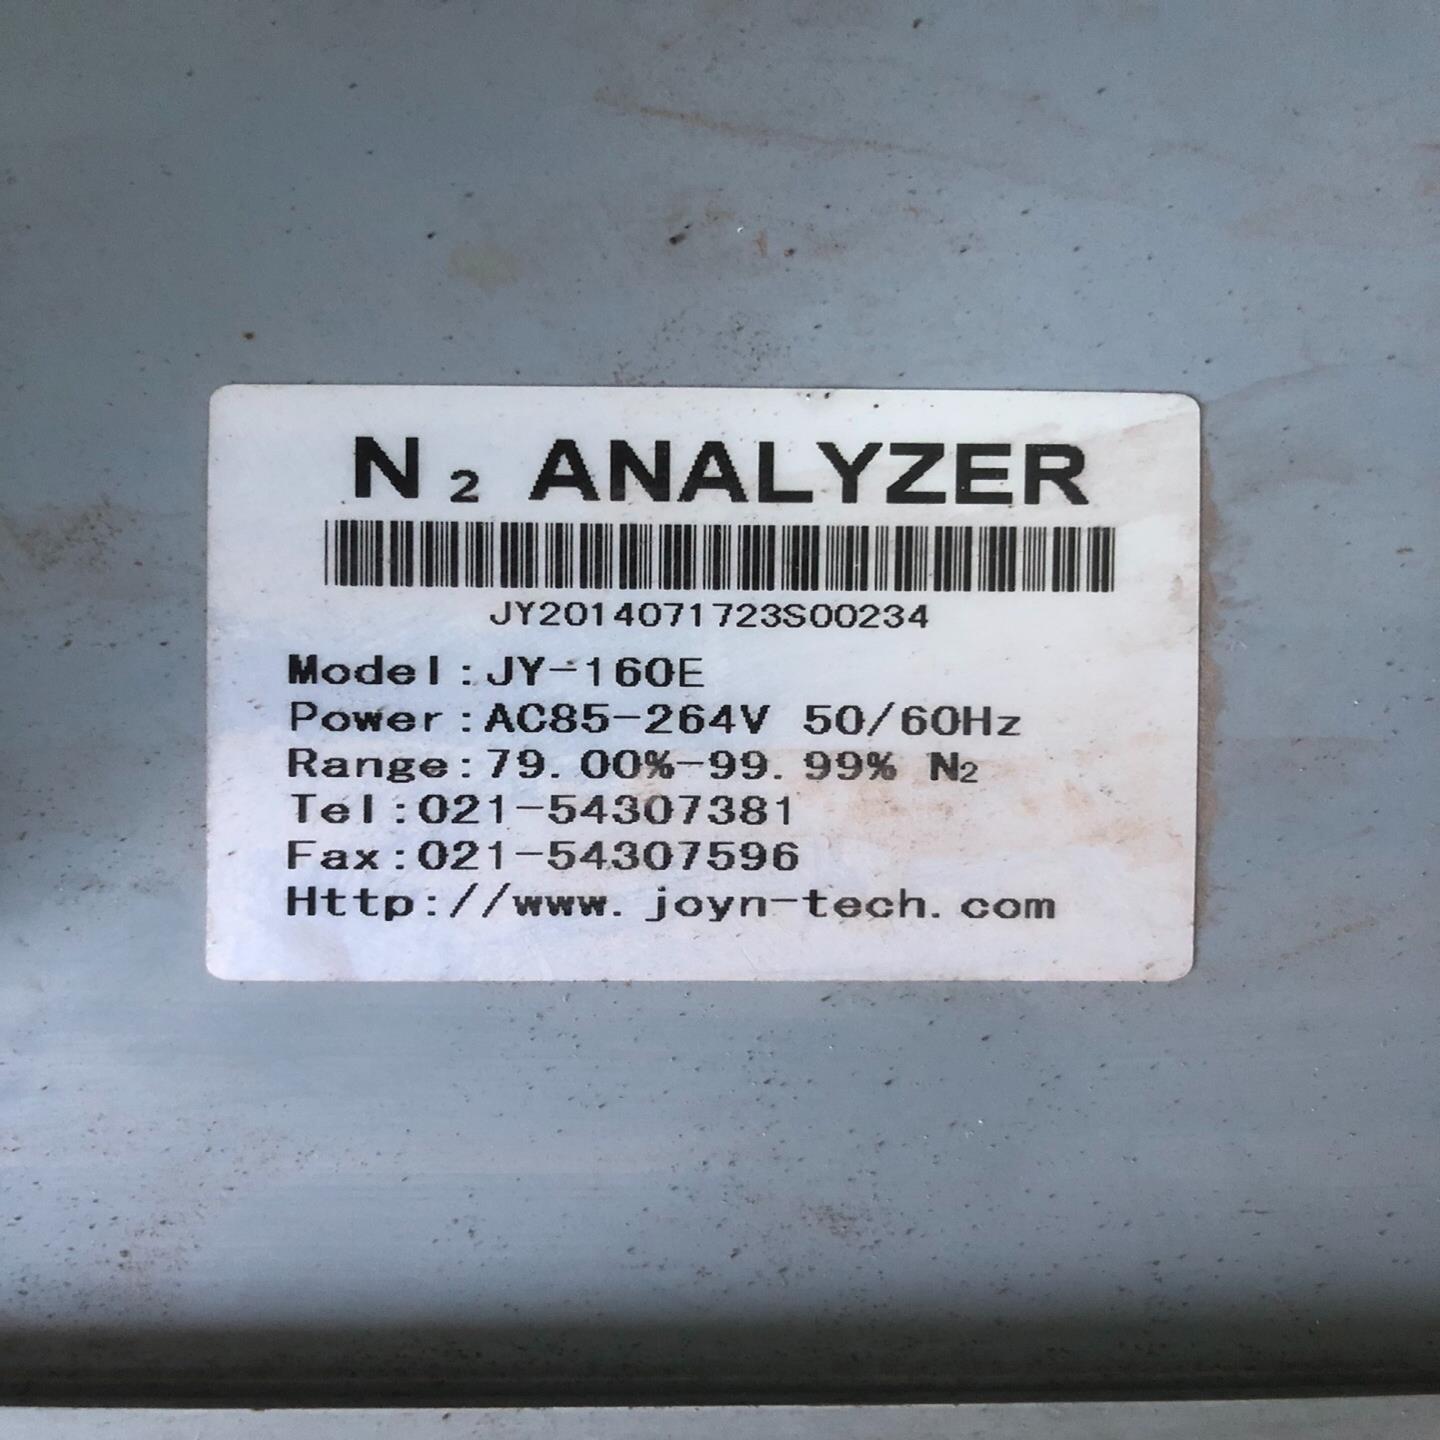 N₂ ANALYZER
JY2014071723S00234
Model:JY-160E
Power:AC85-264V 50/60Hz
Range:79.00%-99.99% N₂
Tel:021-54307381
Fax:021-54307596
Http://www.joyn-tech.com